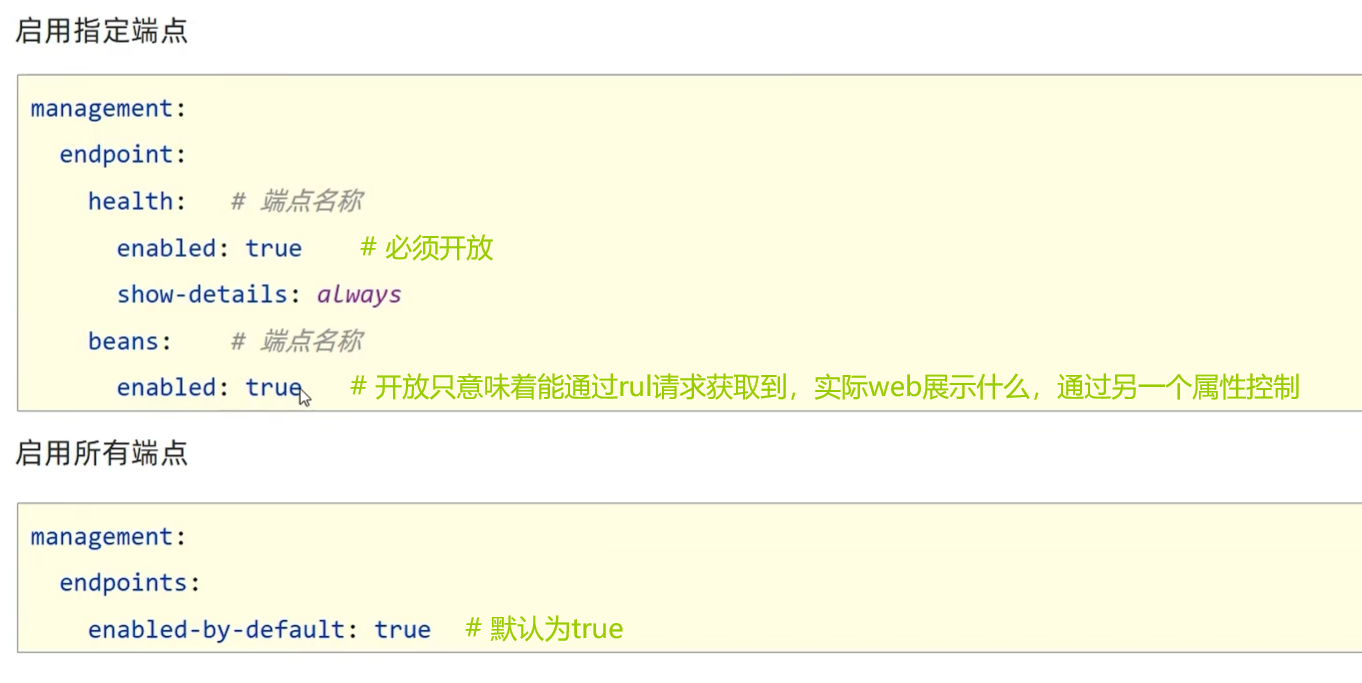 启用指定端点
management:
endpoint:
health: # 端点名称
enabled: true # 必须开放
show-details: always
beans: # 端点名称
enabled: true # 开放只意味着能通过rul请求获取到，实际web展示什么，通过另一个属性控制
启用所有端点
management:
endpoints:
enabled-by-default: true # 默认为true